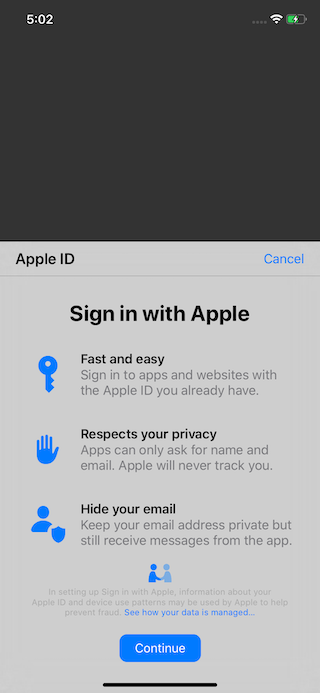 5:02
Apple ID
Cancel
Sign in with Apple
Fast and easy
Sign in to apps and websites with
the Apple ID you already have.
Respects your privacy
Apps can only ask for name and
email. Apple will never track you.
Hide your email
Keep your email address private but
still receive messages from the app.
In setting up Sign in with Apple, information about your
Apple ID and device use patterns may be used by Apple to help
prevent fraud. See how your data is managed...
Continue